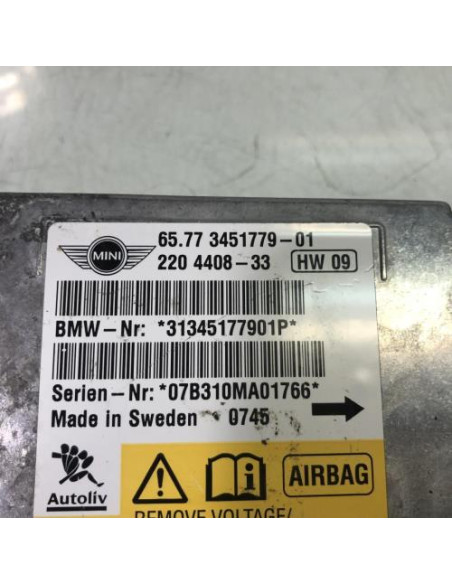 MINI
65.77 3451779-01
220 4408-33 HW 09
BMW-Nr: *31345177901P*
Serien-Nr: *07B310MA01766*
Made in Sweden 0745
Autoliv
AIRBAG
REMOVE VOLTAGE/